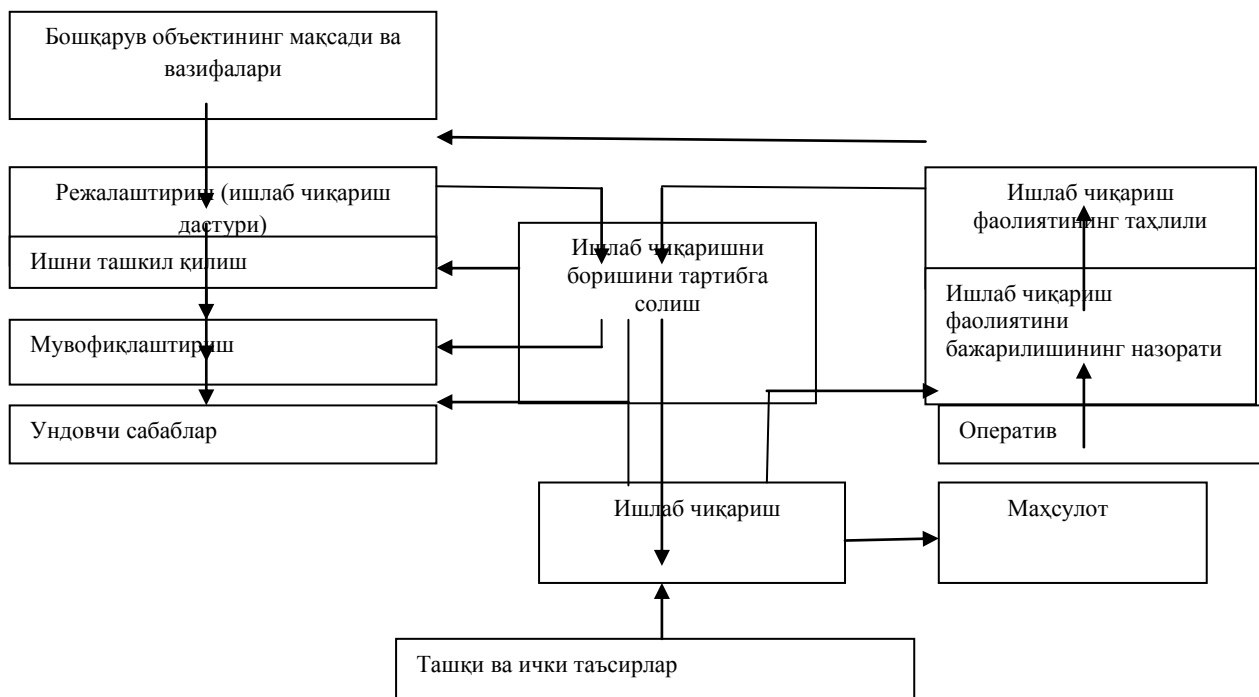 Бошқарув объектининг мақсади ва
вазифалари
Режалаштириш (ишлаб чиқариш
дастури)
Ишни ташкил қилиш
Мувофиқлаштириш
Ундовчи сабаблар
Ишлаб чиқаришни
боришини тартибга
солиш
Ишлаб чиқариш
фаолиятининг таҳлили
Ишлаб чиқариш
фаолиятини
бажарилишининг назорати
Оператив
Ишлаб чиқариш
Маҳсулот
Ташқи ва ички таъсирлар